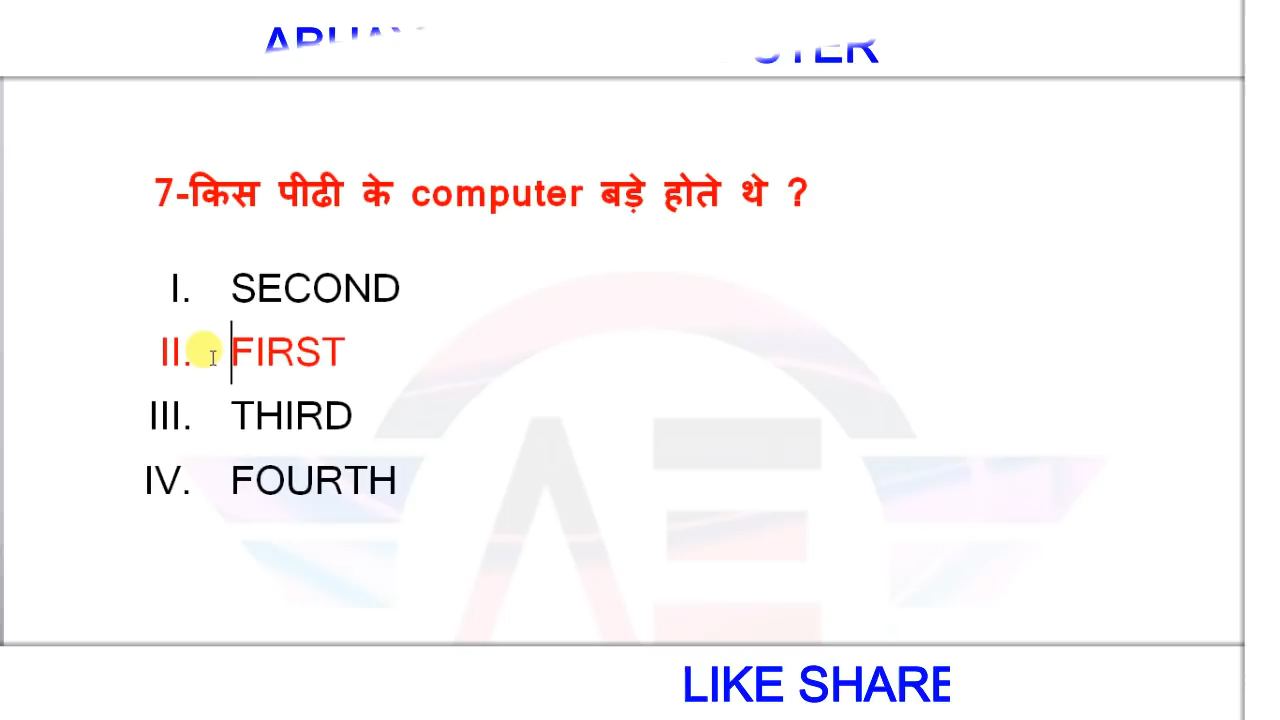 7-किस पीढी के computer बड़े होते थे ?
I. SECOND
II. FIRST
III. THIRD
IV. FOURTH
LIKE SHARE